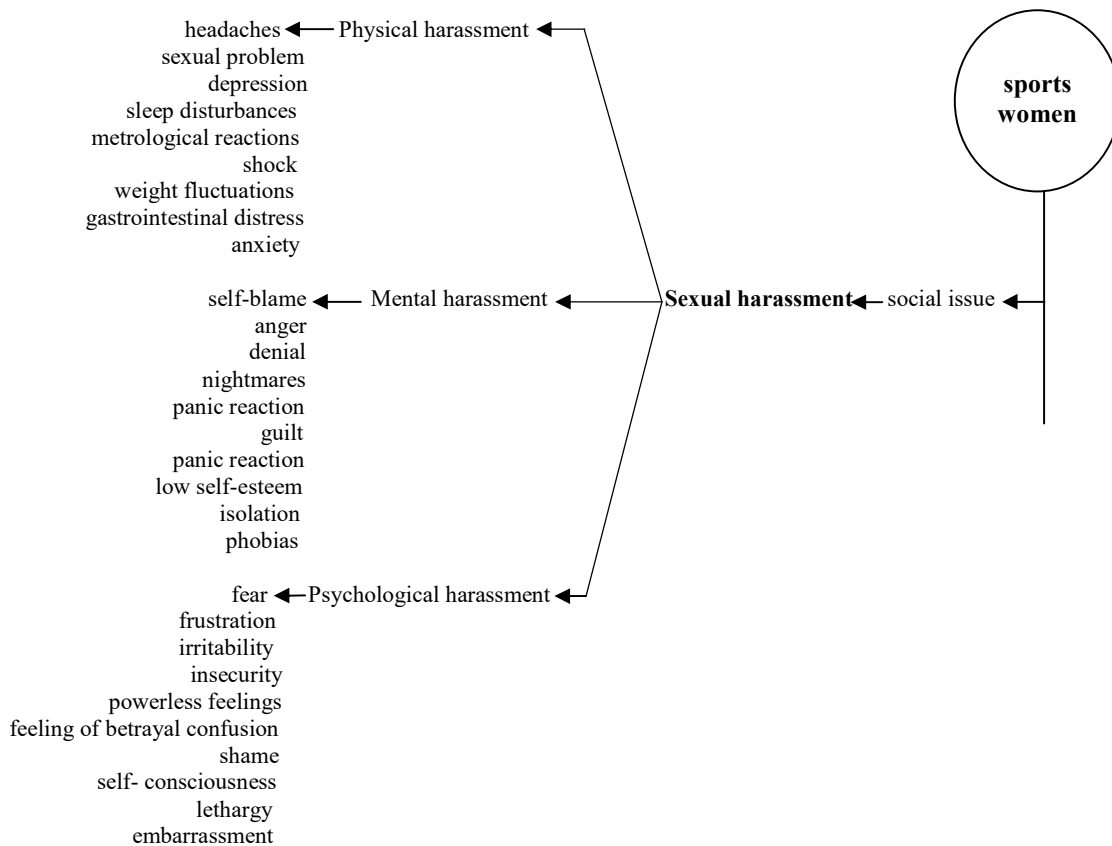 headaches Physical harassment
sexual problem
depression
sleep disturbances
metrological reactions
shock
weight fluctuations
gastrointestinal distress
anxiety
sports
women
self-blame Mental harassment Sexual harassment social issue
anger
denial
nightmares
panic reaction
guilt
panic reaction
low self-esteem
isolation
phobias
fear Psychological harassment
frustration
irritability
insecurity
powerless feelings
feeling of betrayal confusion
shame
self- consciousness
lethargy
embarrassment